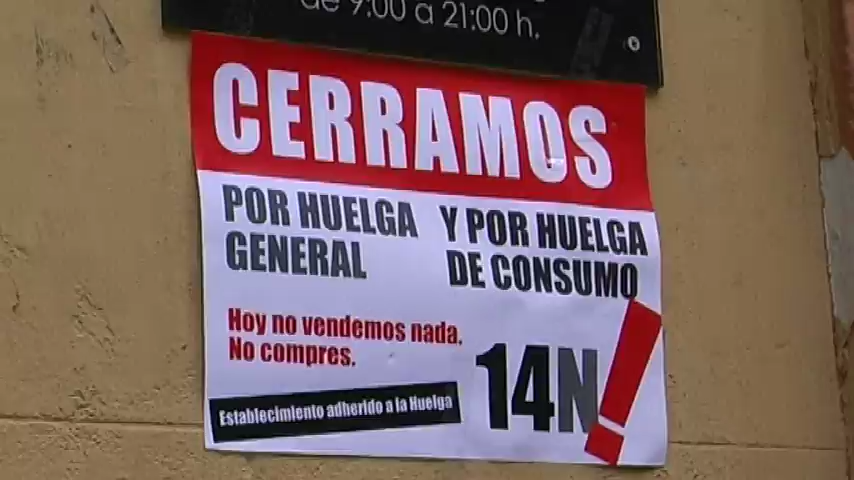 de 9:00 a 21:00 h.
CERRAMOS
POR HUELGA
GENERAL
Y POR HUELGA
DE CONSUMO
Hoy no vendemos nada.
No compres.
Establecimiento adherido a la Huelga
14N!